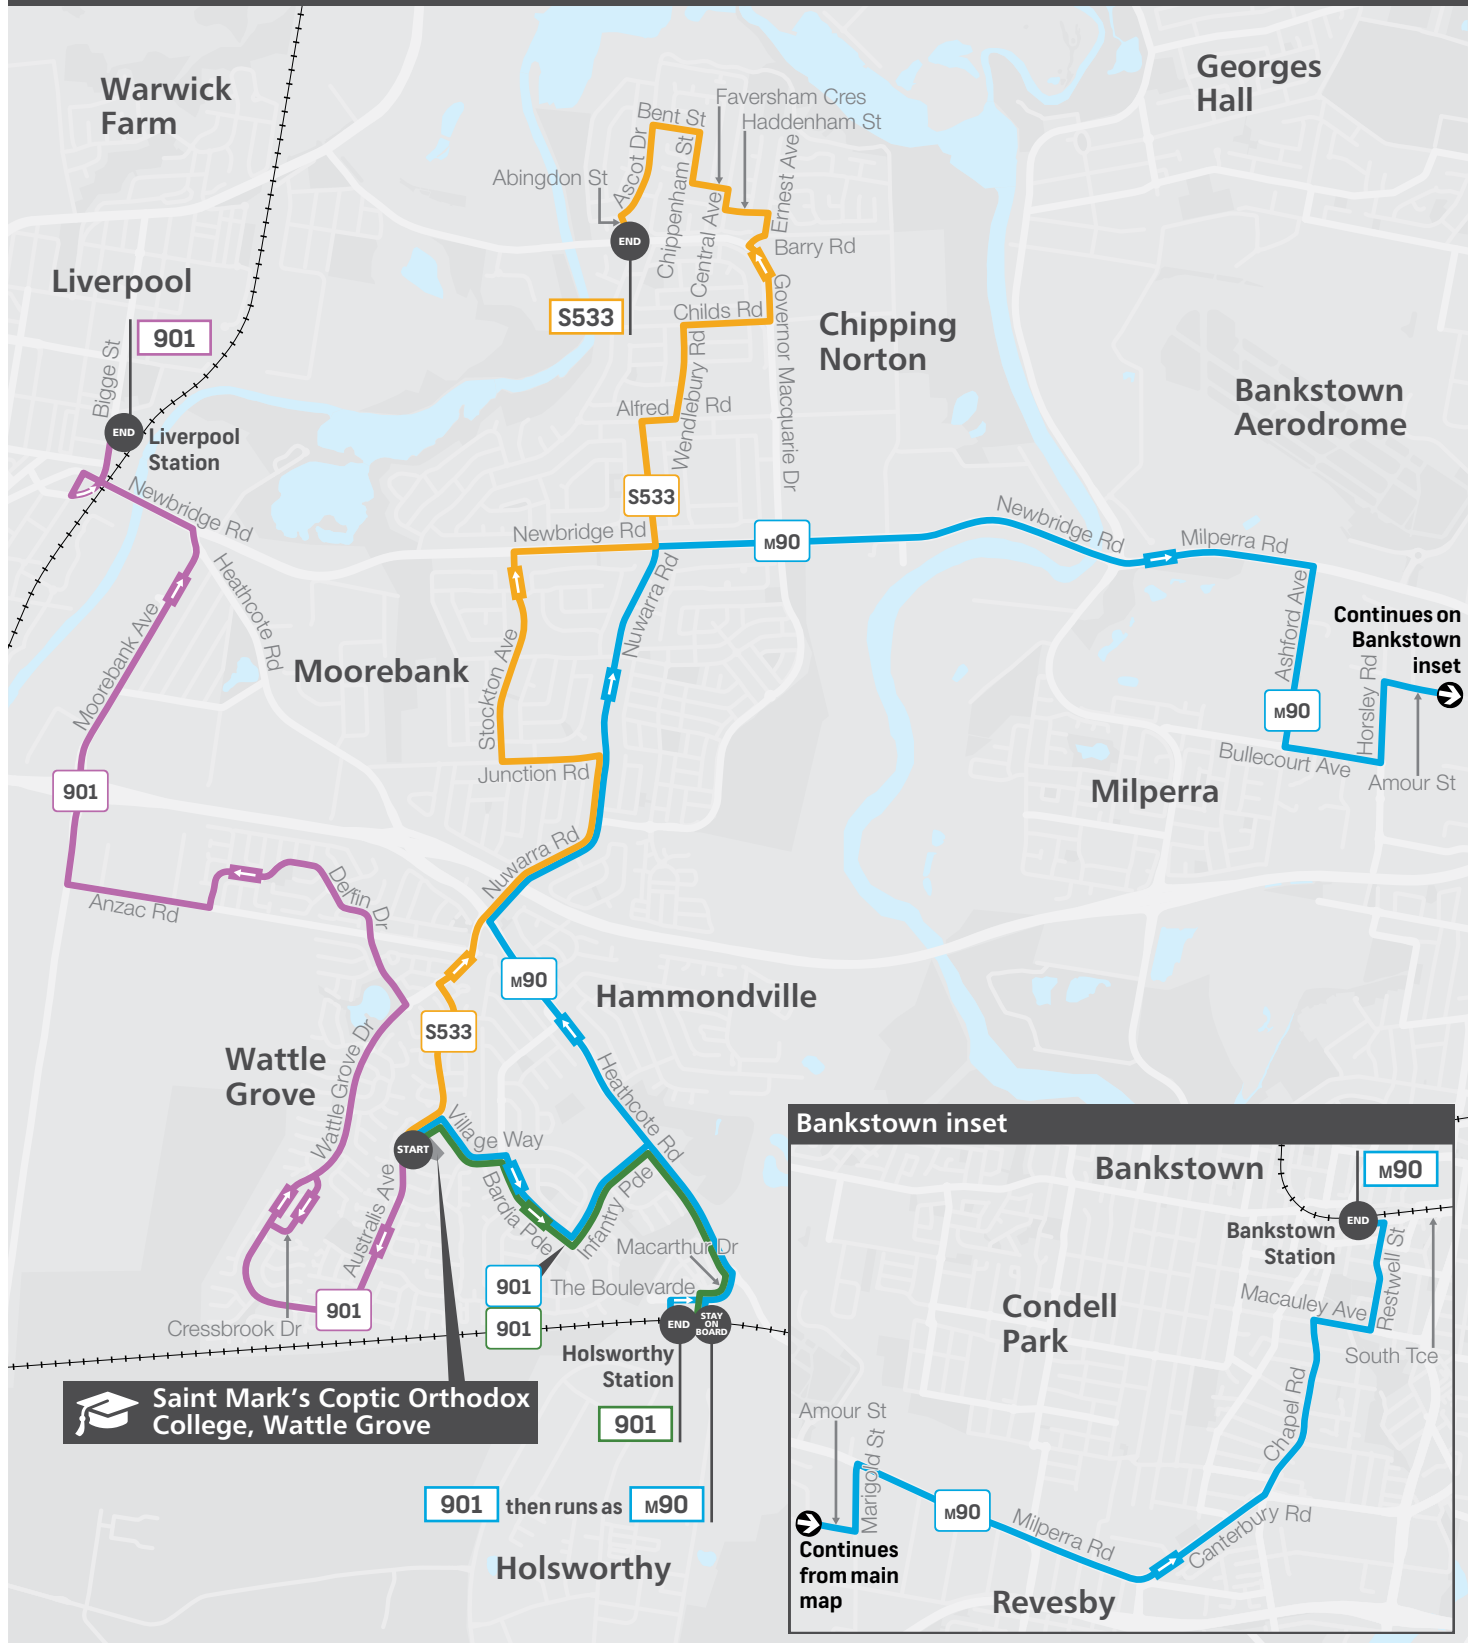 Warwick
Farm
Georges
Hall
Faversham Cres
Bent St
Haddenham St
Abingdon St
Ascot Dr
Chippenham St
Central Ave
Ernest Ave
END
Barry Rd
Liverpool
901
S533
Childs Rd
Governor Macquarie Dr
Chipping
Norton
Bigge St
Wendlebury Rd
Alfred Rd
Bankstown
Aerodrome
END
Liverpool
Station
S533
Newbridge Rd
Newbridge Rd
M90
Newbridge Rd
Milperra Rd
Heathcote Rd
Nuwarra Rd
Ashford Ave
Continues on
Bankstown
inset
Moorebank Ave
Moorebank
Stockton Ave
Horsley Rd
M90
Bullecourt Ave
Junction Rd
Amour St
901
Milperra
Nuwarra Rd
Delfin Dr
Anzac Rd
M90
Hammondville
S533
Wattle
Grove
Wattle Grove Dr
Heathcote Rd
Village Way
START
Australis Ave
Bardia Pde
Infantry Pde
Macarthur Dr
901
The Boulevarde
901
901
Cressbrook Dr
END
STAY
ON
BOARD
Holsworthy
Station
901
Saint Mark's Coptic Orthodox
College, Wattle Grove
901 then runs as M90
Holsworthy
Bankstown inset
Bankstown
M90
END
Bankstown
Station
Restwell St
Macauley Ave
Condell
Park
South Tce
Chapel Rd
Amour St
Marigold St
M90
Milperra Rd
Canterbury Rd
Continues
from main
map
Revesby